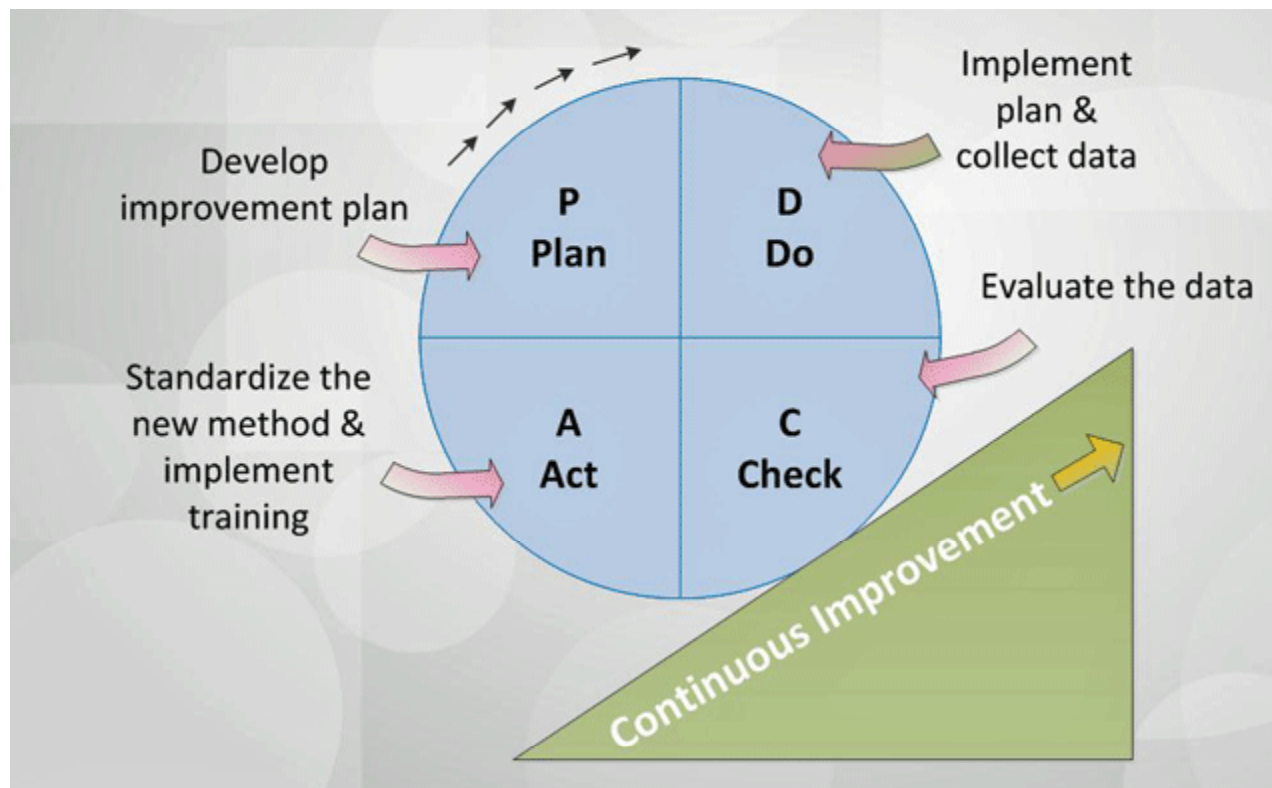 Develop
improvement plan
P
Plan
D
Do
Implement
plan &
collect data
Evaluate the data
C
Check
A
Act
Standardize the
new method &
implement
training
Continuous Improvement